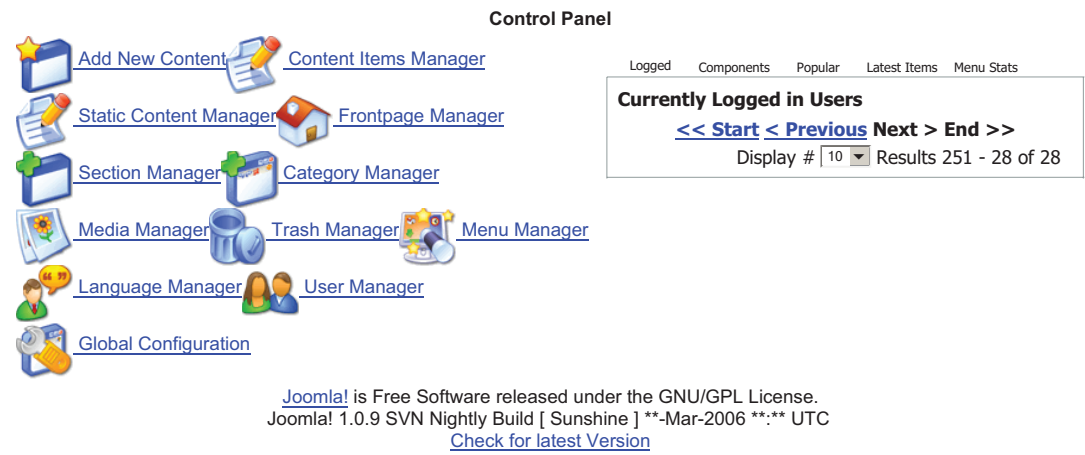 Control Panel
Add New Content Content Items Manager
Static Content Manager Frontpage Manager
Section Manager Category Manager
Media Manager Trash Manager Menu Manager
Language Manager User Manager
Global Configuration
Logged Components Popular Latest Items Menu Stats
Currently Logged in Users
<< Start < Previous Next > End >>
Display # 10 Results 251 - 28 of 28
Joomla! is Free Software released under the GNU/GPL License.
Joomla! 1.0.9 SVN Nightly Build [ Sunshine ] **-Mar-2006 **:** UTC
Check for latest Version